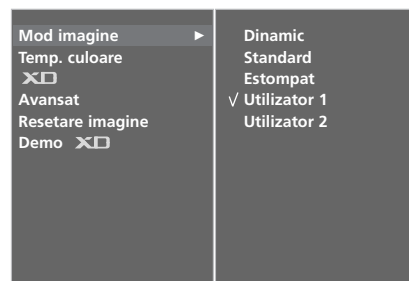 Mod imagine ►
Temp. culoare
XD
Avansat
Resetare imagine
Demo XD
Dinamic
Standard
Estompat
√ Utilizator 1
Utilizator 2